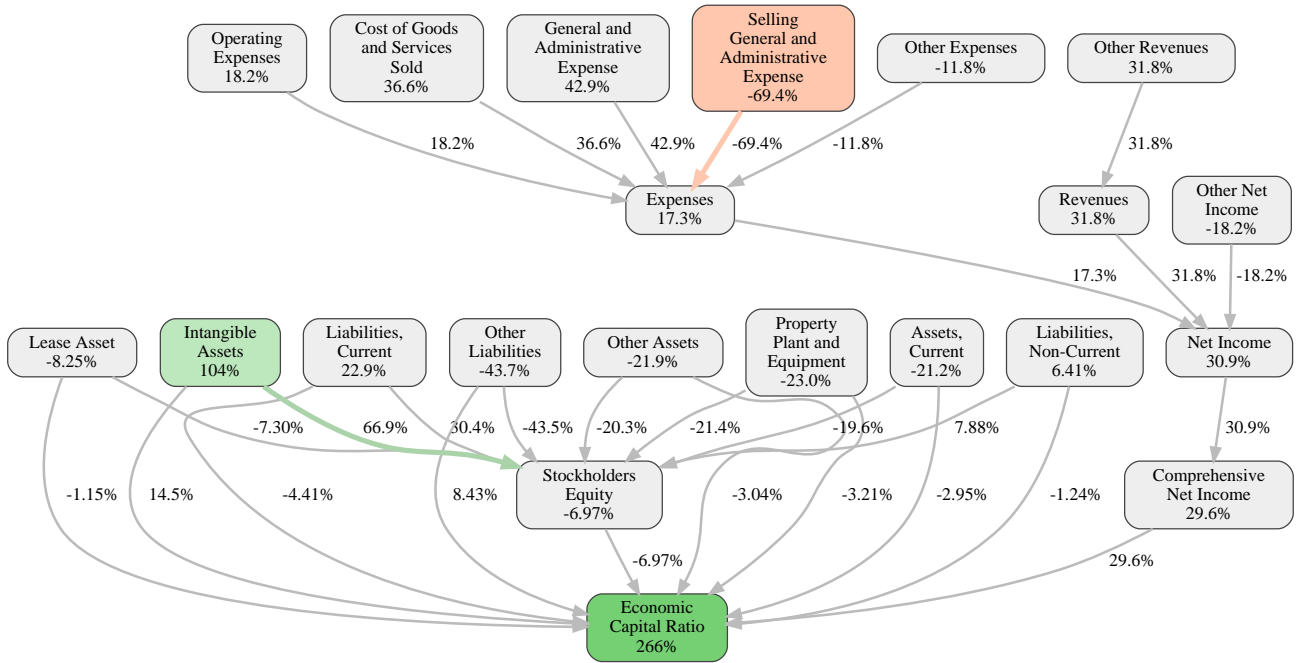 Operating
Expenses
18.2%
Cost of Goods
and Services
Sold
36.6%
General and
Administrative
Expense
42.9%
Selling
General and
Administrative
Expense
-69.4%
Other Expenses
-11.8%
Other Revenues
31.8%
18.2%
36.6%
42.9%
-69.4%
-11.8%
31.8%
Expenses
17.3%
Revenues
31.8%
Other Net
Income
-18.2%
17.3%
31.8%
-18.2%
Lease Asset
-8.25%
Intangible
Assets
104%
Liabilities,
Current
22.9%
Other
Liabilities
-43.7%
Other Assets
-21.9%
Property
Plant and
Equipment
-23.0%
Assets,
Current
-21.2%
Liabilities,
Non-Current
6.41%
Net Income
30.9%
-7.30%
66.9%
30.4%
-43.5%
-20.3%
-21.4%
-19.6%
7.88%
30.9%
Stockholders
Equity
-6.97%
Comprehensive
Net Income
29.6%
-1.15%
14.5%
-4.41%
8.43%
-3.04%
-3.21%
-2.95%
-1.24%
-6.97%
29.6%
Economic
Capital Ratio
266%